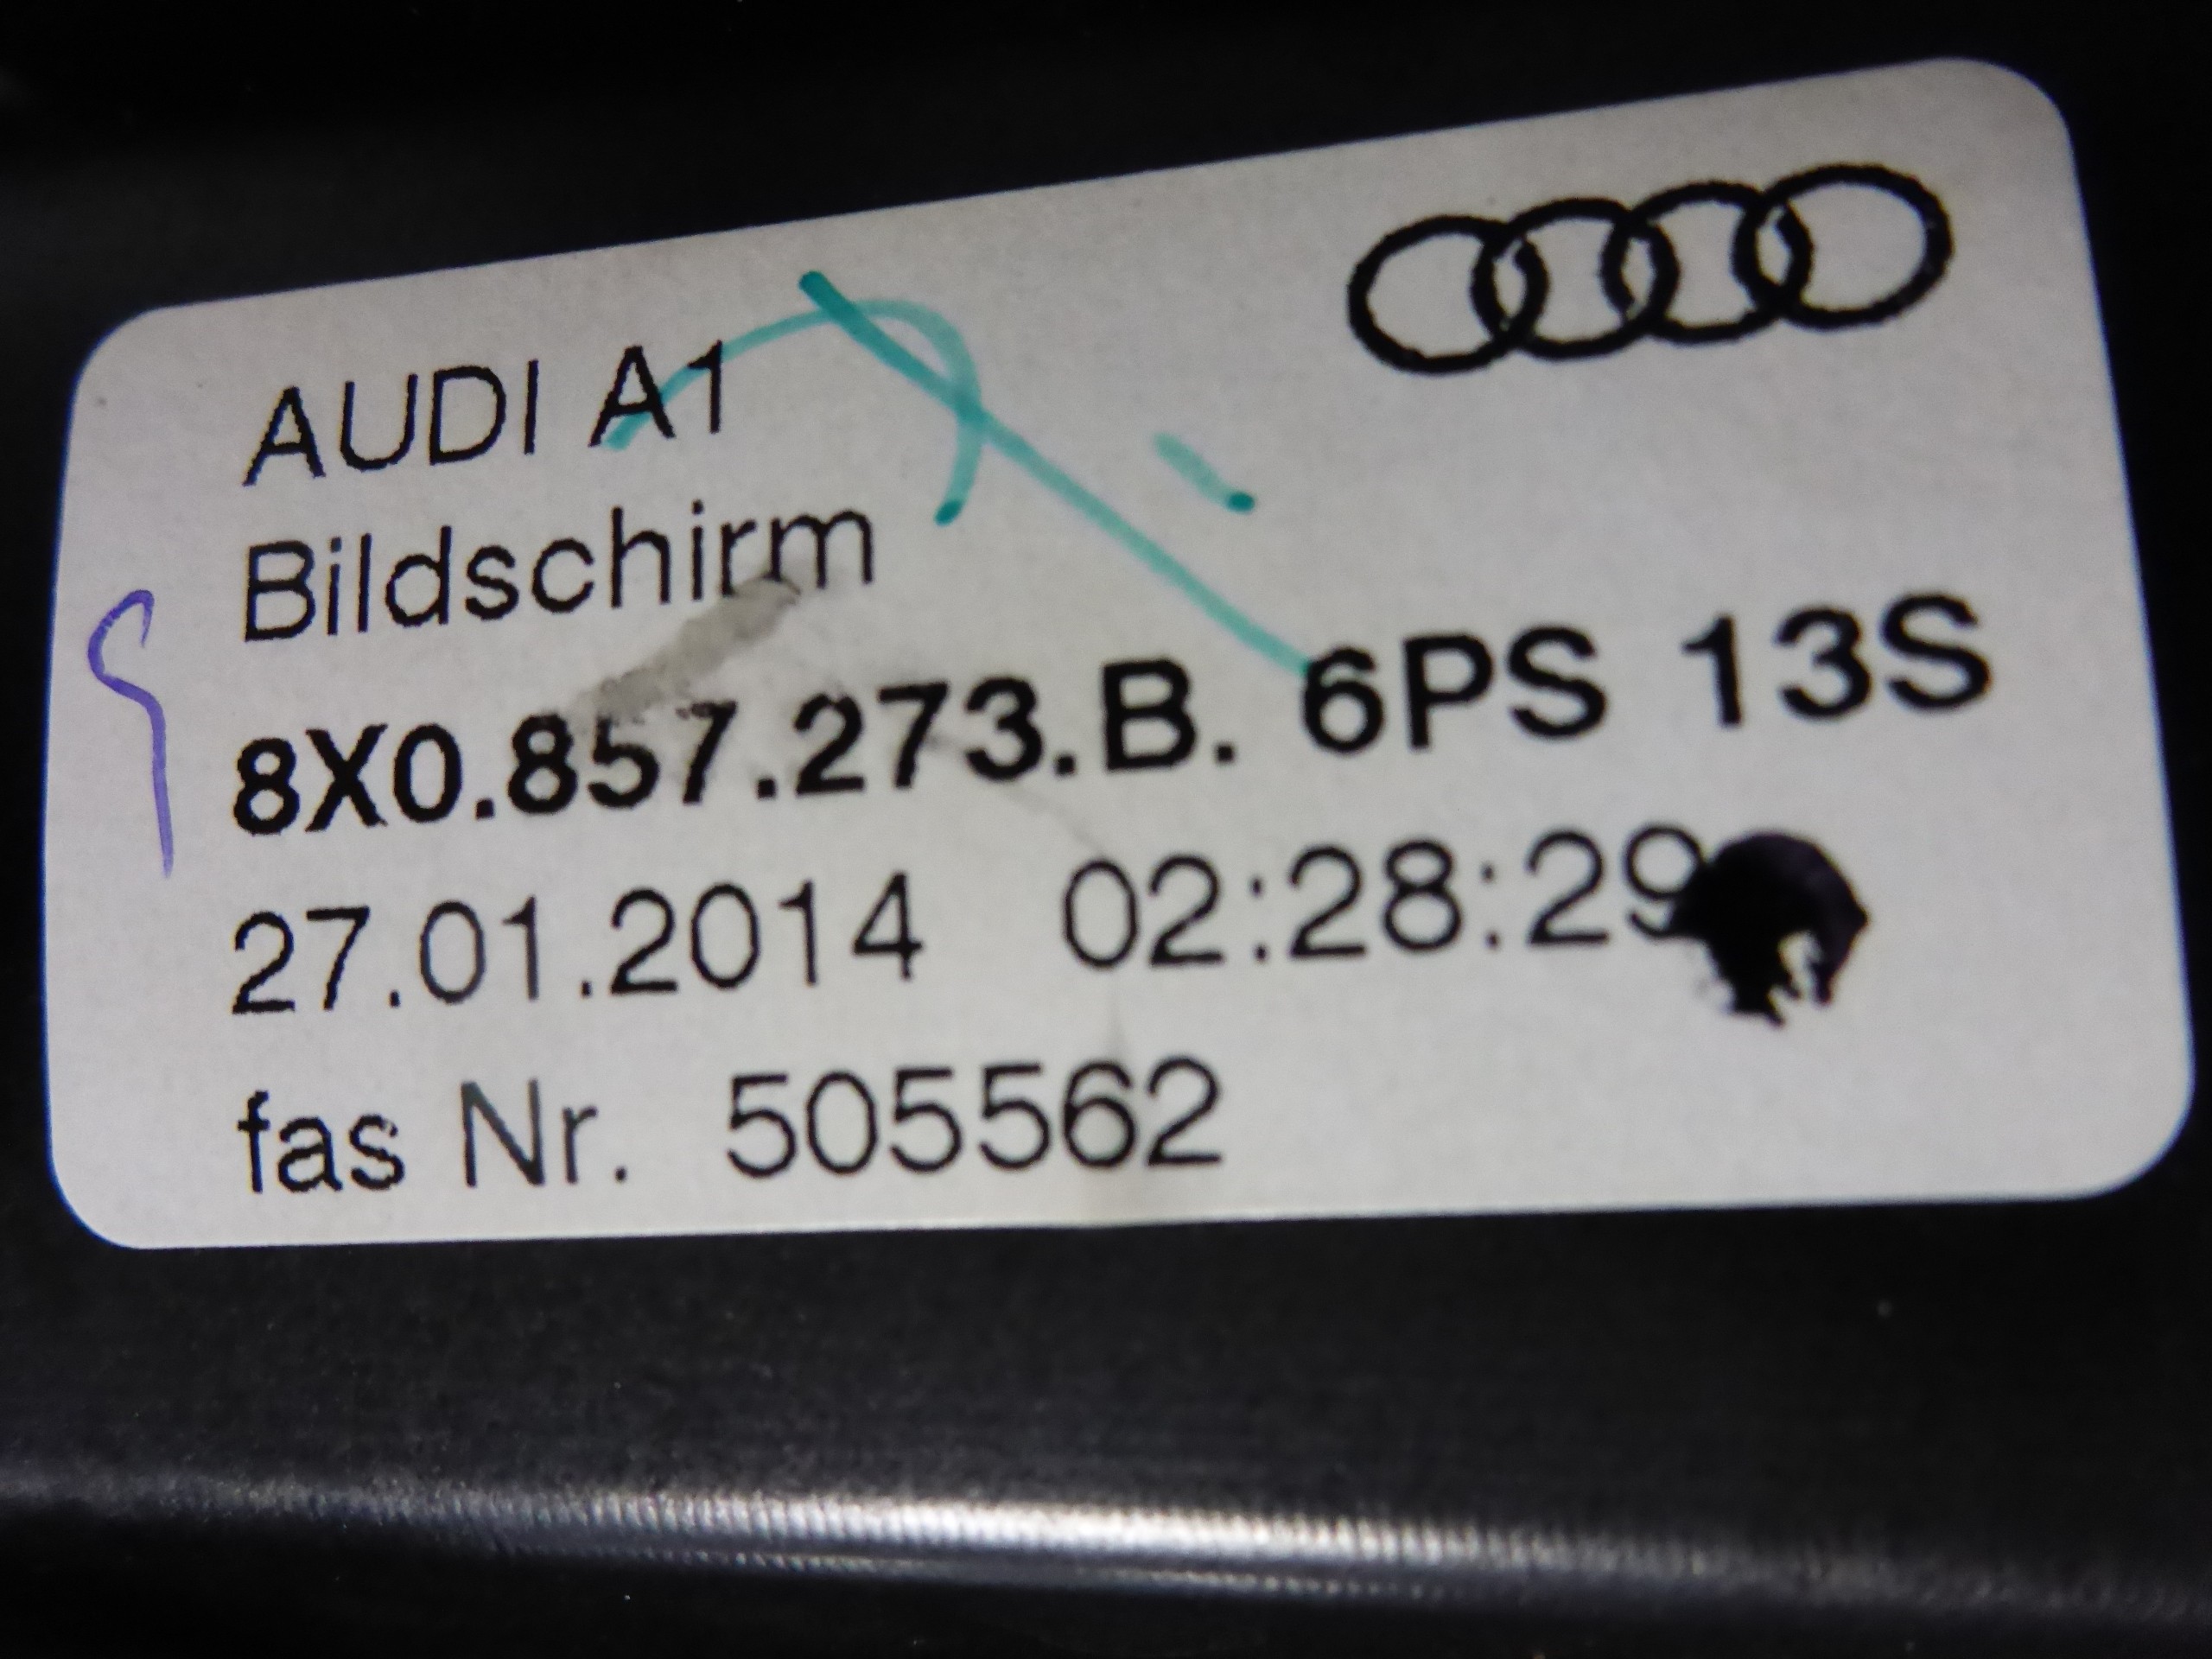 AUDI A1
Bildschirm
8X0.857.273.B. 6PS 13S
27.01.2014 02:28:29
fas Nr. 505562